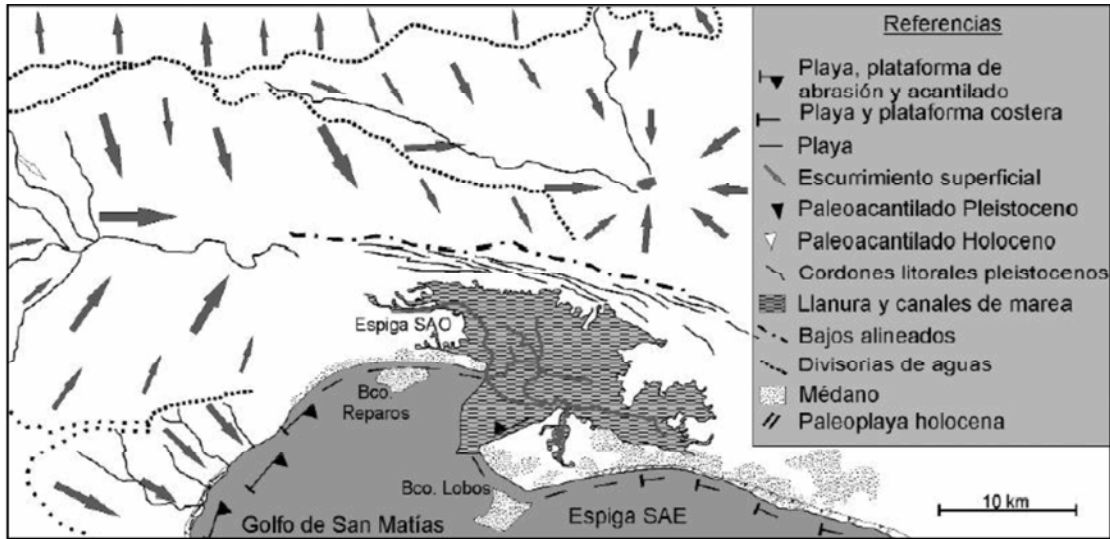 Referencias
Playa, plataforma de
abrasión y acantilado
Playa y plataforma costera
Playa
Escurrimiento superficial
Paleoacantilado Pleistoceno
Paleoacantilado Holoceno
Cordones litorales pleistocenos
Llanura y canales de marea
Bajos alineados
Divisorias de aguas
Médano
Paleoplaya holocena
Espiga SAO
Bco.
Reparos
Bco. Lobos
Golfo de San Matías
Espiga SAE
10 km